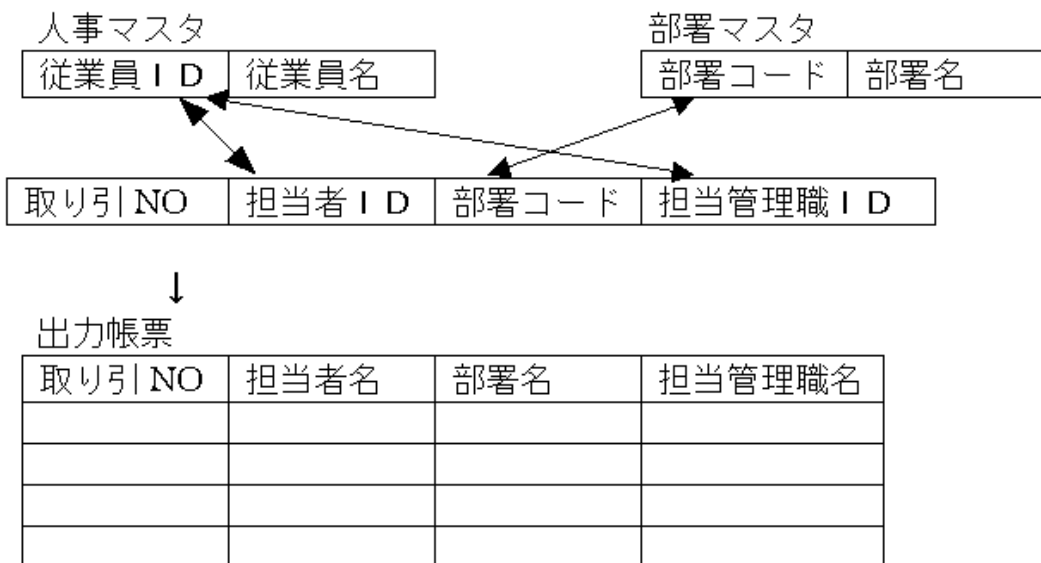 人事マスタ 部署マスタ
従業員ID 従業員名 部署コード 部署名
取り引NO 担当者ID 部署コード 担当管理職ID
↓
出力帳票
取り引NO 担当者名 部署名 担当管理職名